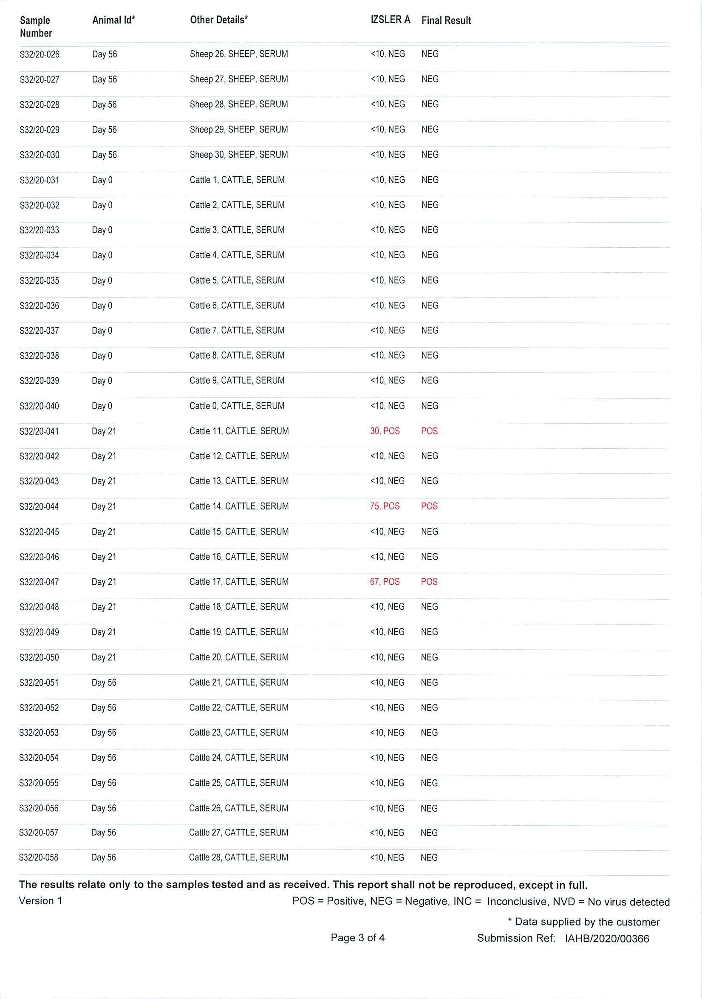 Sample Animal Id* Other Details* IZSLER A Final Result
Number
S32/20-026 Day 56 Sheep 26, SHEEP, SERUM <10, NEG NEG
S32/20-027 Day 56 Sheep 27, SHEEP, SERUM <10, NEG NEG
S32/20-028 Day 56 Sheep 28, SHEEP, SERUM <10, NEG NEG
S32/20-029 Day 56 Sheep 29, SHEEP, SERUM <10, NEG NEG
S32/20-030 Day 56 Sheep 30, SHEEP, SERUM <10, NEG NEG
S32/20-031 Day 0 Cattle 1, CATTLE, SERUM <10, NEG NEG
S32/20-032 Day 0 Cattle 2, CATTLE, SERUM <10, NEG NEG
S32/20-033 Day 0 Cattle 3, CATTLE, SERUM <10, NEG NEG
S32/20-034 Day 0 Cattle 4, CATTLE, SERUM <10, NEG NEG
S32/20-035 Day 0 Cattle 5, CATTLE, SERUM <10, NEG NEG
S32/20-036 Day 0 Cattle 6, CATTLE, SERUM <10, NEG NEG
S32/20-037 Day 0 Cattle 7, CATTLE, SERUM <10, NEG NEG
S32/20-038 Day 0 Cattle 8, CATTLE, SERUM <10, NEG NEG
S32/20-039 Day 0 Cattle 9, CATTLE, SERUM <10, NEG NEG
S32/20-040 Day 0 Cattle 0, CATTLE, SERUM <10, NEG NEG
S32/20-041 Day 21 Cattle 11, CATTLE, SERUM 30, POS POS
S32/20-042 Day 21 Cattle 12, CATTLE, SERUM <10, NEG NEG
S32/20-043 Day 21 Cattle 13, CATTLE, SERUM <10, NEG NEG
S32/20-044 Day 21 Cattle 14, CATTLE, SERUM 75, POS POS
S32/20-045 Day 21 Cattle 15, CATTLE, SERUM <10, NEG NEG
S32/20-046 Day 21 Cattle 16, CATTLE, SERUM <10, NEG NEG
S32/20-047 Day 21 Cattle 17, CATTLE, SERUM 67, POS POS
S32/20-048 Day 21 Cattle 18, CATTLE, SERUM <10, NEG NEG
S32/20-049 Day 21 Cattle 19, CATTLE, SERUM <10, NEG NEG
S32/20-050 Day 21 Cattle 20, CATTLE, SERUM <10, NEG NEG
S32/20-051 Day 56 Cattle 21, CATTLE, SERUM <10, NEG NEG
S32/20-052 Day 56 Cattle 22, CATTLE, SERUM <10, NEG NEG
S32/20-053 Day 56 Cattle 23, CATTLE, SERUM <10, NEG NEG
S32/20-054 Day 56 Cattle 24, CATTLE, SERUM <10, NEG NEG
S32/20-055 Day 56 Cattle 25, CATTLE, SERUM <10, NEG NEG
S32/20-056 Day 56 Cattle 26, CATTLE, SERUM <10, NEG NEG
S32/20-057 Day 56 Cattle 27, CATTLE, SERUM <10, NEG NEG
S32/20-058 Day 56 Cattle 28, CATTLE, SERUM <10, NEG NEG
The results relate only to the samples tested and as received. This report shall not be reproduced, except in full.
Version 1 POS = Positive, NEG = Negative, INC = Inconclusive, NVD = No virus detected
* Data supplied by the customer
Page 3 of 4 Submission Ref: IAHB/2020/00366